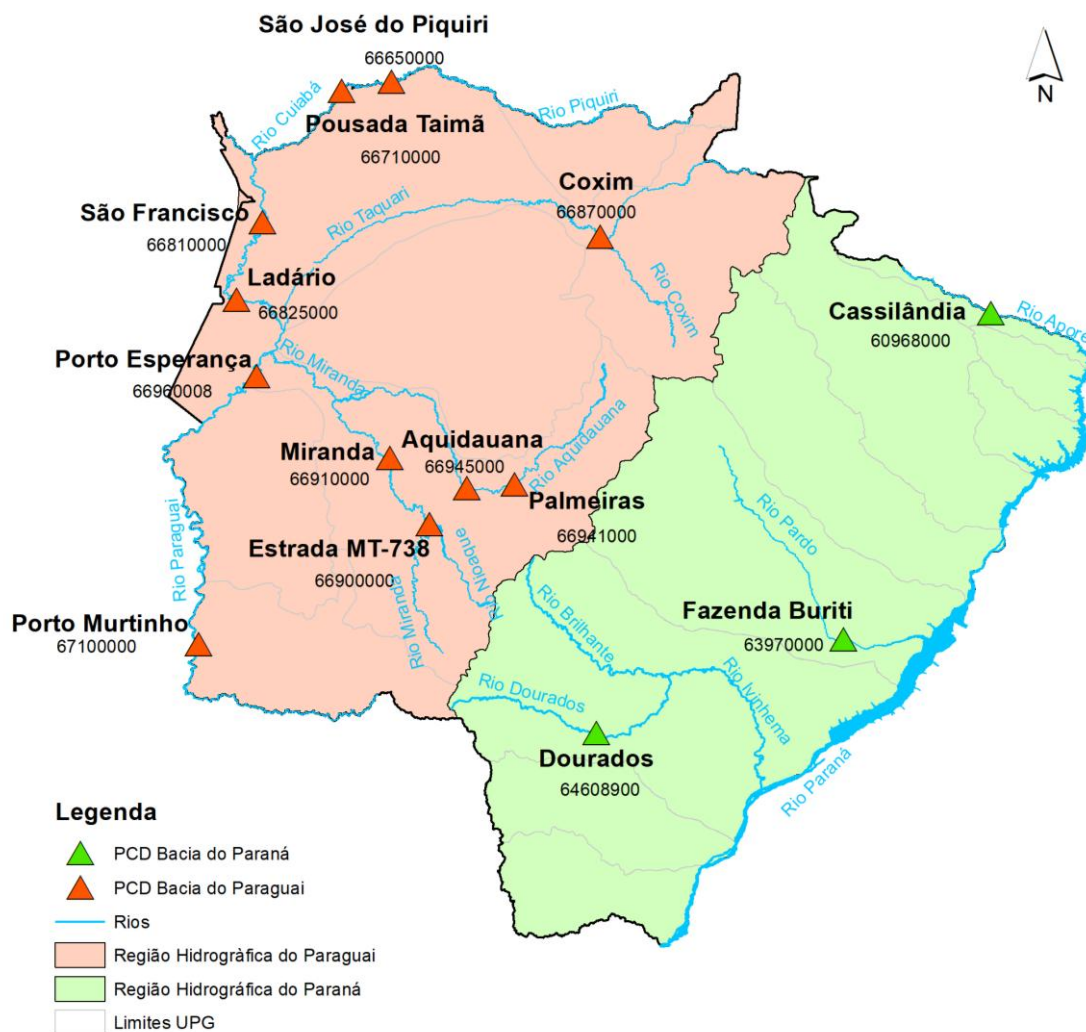 São José do Piquiri
66650000
N
Rio Cuiabá
Rio Piquiri
Pousada Taimã
66710000
Coxim
66870000
Rio Taquari
São Francisco
66810000
Rio Coxim
Ladário
66825000
Cassilândia
60968000
Rio Aporé
Porto Esperança
66960008
Rio Miranda
Aquidauana
66945000
Rio Aquidauana
Miranda
66910000
Palmeiras
66941000
Rio Pardo
Rio Paraguai
Estrada MT-738
66900000
Rio Nioaque
Rio Miranda
Rio Brilhante
Fazenda Buriti
63970000
Porto Murtinho
67100000
Rio Dourados
Rio Ivinhema
Dourados
64608900
Rio Paraná
Legenda
PCD Bacia do Paraná
PCD Bacia do Paraguai
Rios
Região Hidrogràfica do Paraguai
Região Hidrográfica do Paraná
Limites UPG